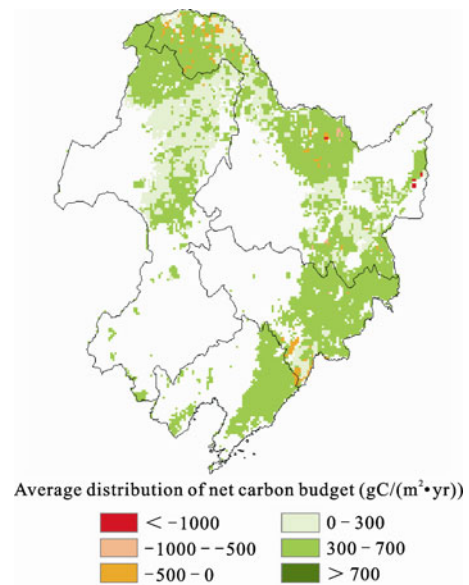 Average distribution of net carbon budget (gC/(m²•yr))
< -1000
-1000 - -500
-500 - 0
0 - 300
300 - 700
> 700